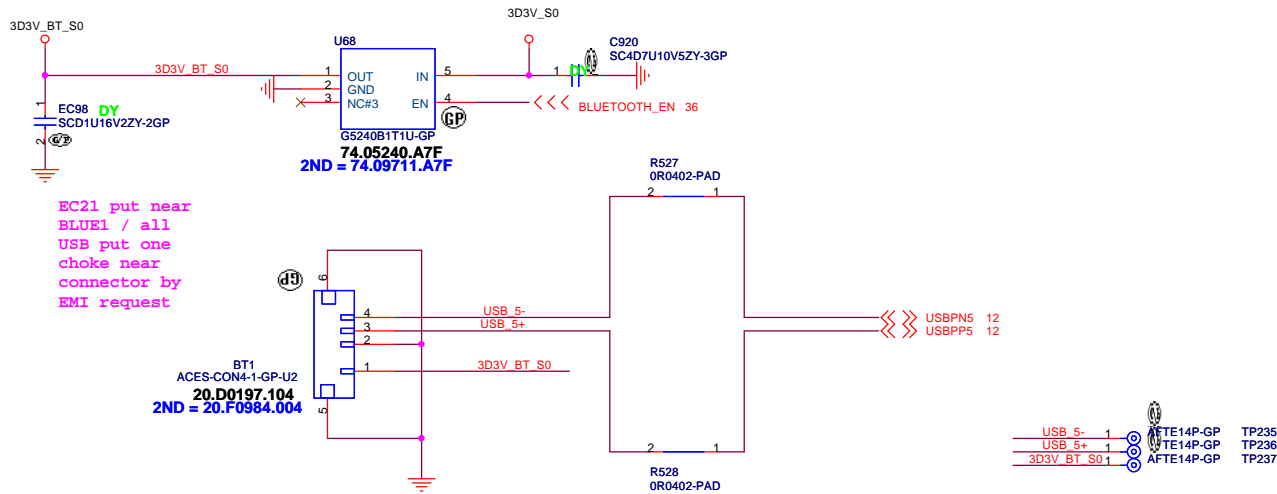 3D3V_BT_S0
3D3V_S0
U68
C920
SC4D7U10V5ZY-3GP
3D3V_BT_S0
1 OUT IN 5
2 GND
3 NC#3 EN 4
1 DY
BLUETOOTH_EN 36
GP
G5240B1T1U-GP
74.05240.A7F
2ND = 74.09711.A7F
1
EC98 DY
SCD1U16V2ZY-2GP
2
R527
0R0402-PAD
2 1
EC21 put near
BLUE1 / all
USB put one
choke near
connector by
EMI request
GP
6
4 USB_5-
3 USB_5+
2
1 3D3V_BT_S0
5
BT1
ACES-CON4-1-GP-U2
20.D0197.104
2ND = 20.F0984.004
USBPN5 12
USBPP5 12
2 1
R528
0R0402-PAD
USB_5- 1 AFTE14P-GP TP235
USB_5+ 1 TE14P-GP TP236
3D3V_BT_S0 1 AFTE14P-GP TP237